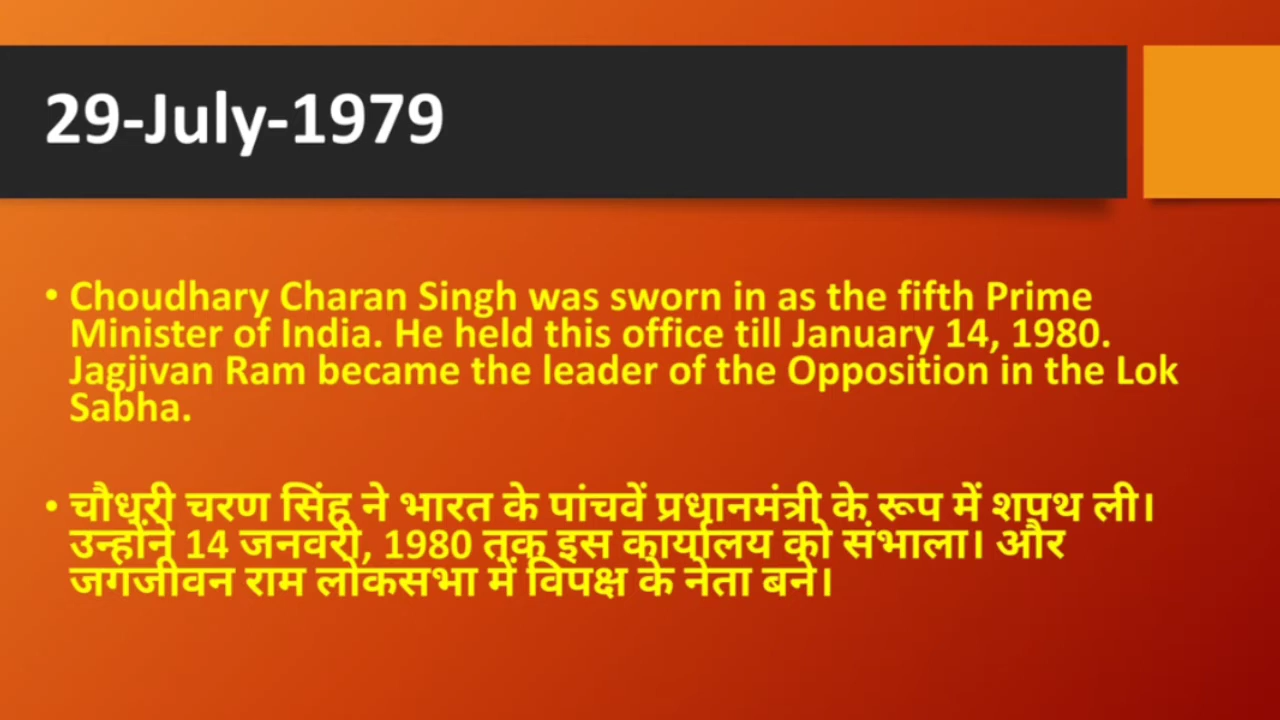 29-July-1979
• Choudhary Charan Singh was sworn in as the fifth Prime
Minister of India. He held this office till January 14, 1980.
Jagjivan Ram became the leader of the Opposition in the Lok
Sabha.
• चौधरी चरण सिंह ने भारत के पांचवें प्रधानमंत्री के रूप में शपथ ली।
उन्होंने 14 जनवरी, 1980 तक इस कार्यालय को संभाला। और
जगजीवन राम लोकसभा में विपक्ष के नेता बने।